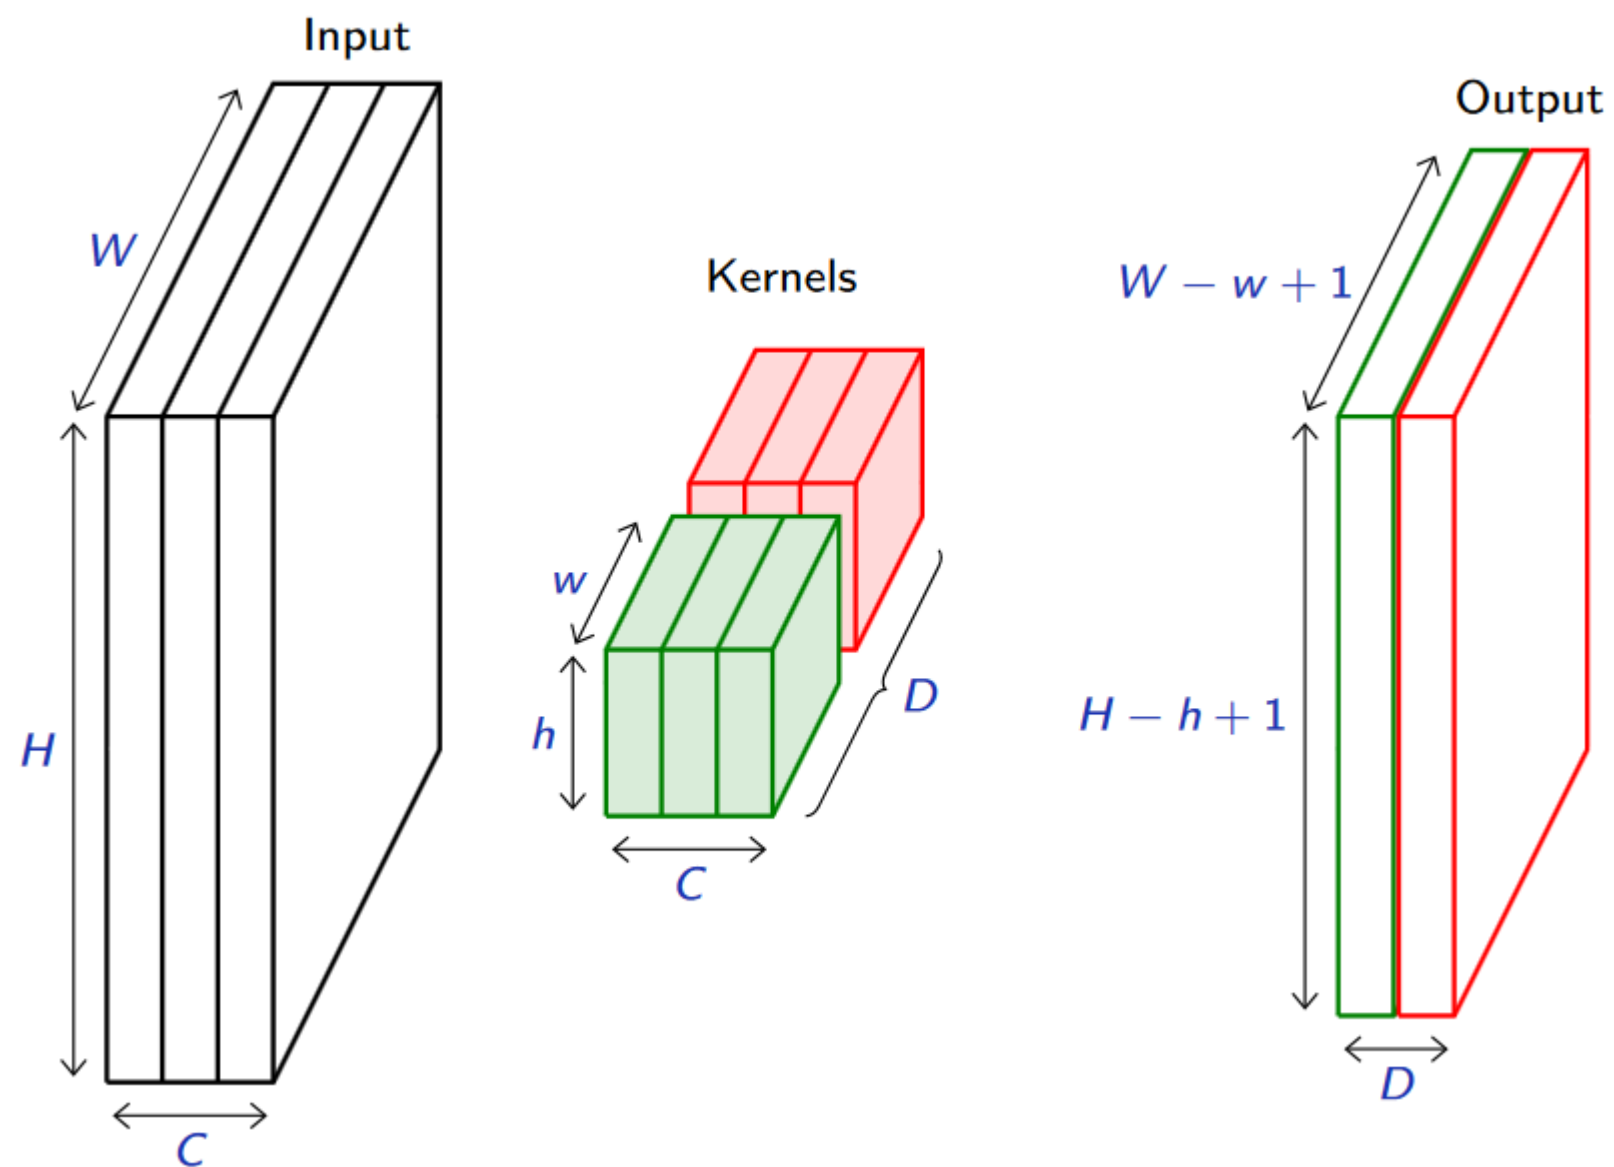 Input
W
H
C
Kernels
w
h
C
D
Output
W − w + 1
H − h + 1
D